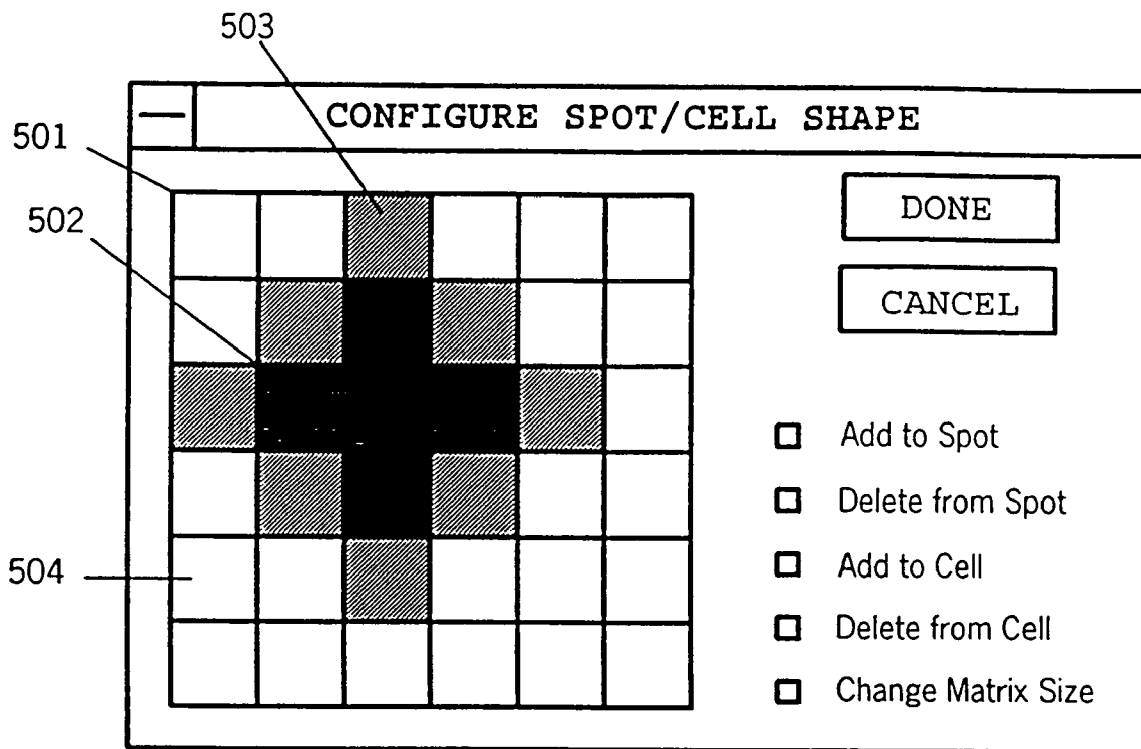 503
CONFIGURE SPOT/CELL SHAPE
501
502
DONE
CANCEL
Add to Spot
Delete from Spot
504
Add to Cell
Delete from Cell
Change Matrix Size